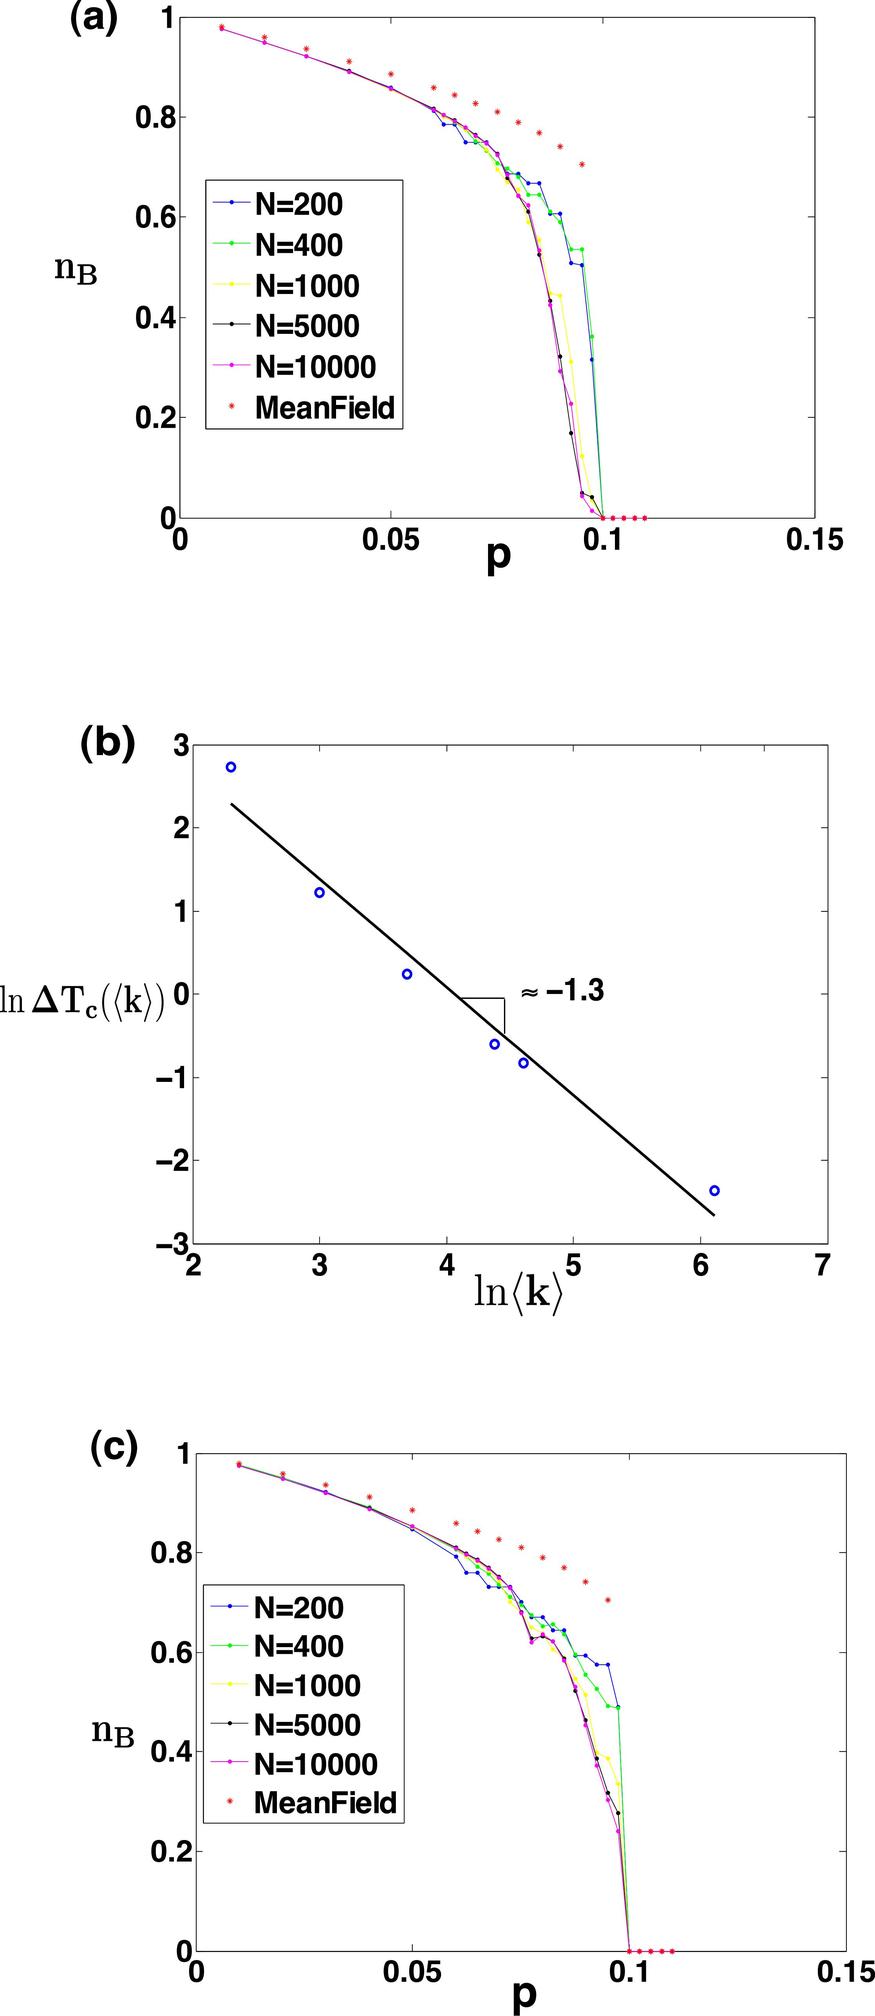 (a)
1
0.8
0.6
0.4
0.2
0
n_B
N=200
N=400
N=1000
N=5000
N=10000
MeanField
0 0.05 0.1 0.15
p
(b)
3
2
1
0
−1
−2
−3
ln ΔT_c(⟨k⟩)
≈ −1.3
2 3 4 5 6 7
ln⟨k⟩
(c)
1
0.8
0.6
0.4
0.2
0
n_B
N=200
N=400
N=1000
N=5000
N=10000
MeanField
0 0.05 0.1 0.15
p